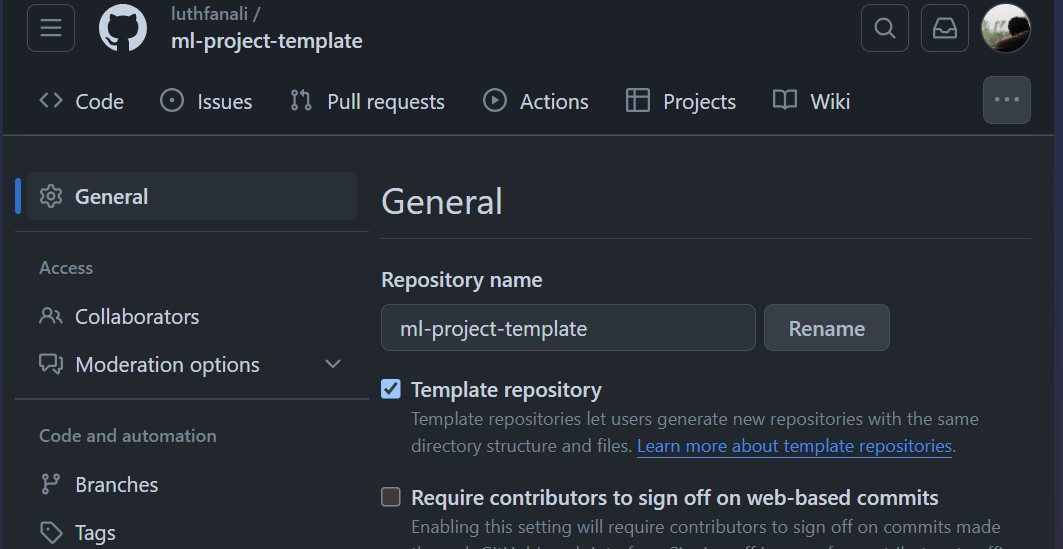 luthfanali /
ml-project-template
Code
Issues
Pull requests
Actions
Projects
Wiki
General
Access
Collaborators
Moderation options
Code and automation
Branches
Tags
General
Repository name
ml-project-template
Rename
Template repository
Template repositories let users generate new repositories with the same
directory structure and files. Learn more about template repositories.
Require contributors to sign off on web-based commits
Enabling this setting will require contributors to sign off on commits made